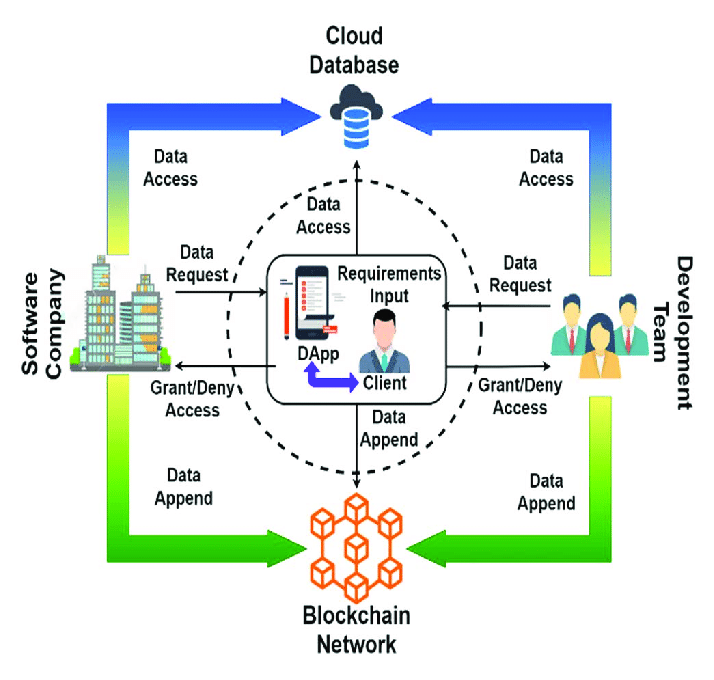 Cloud
Database
Data
Access
Data
Access
Data
Access
Software
Company
Data
Request
Requirements
Input
DApp
Client
Data
Request
Development
Team
Grant/Deny
Access
Grant/Deny
Access
Data
Append
Data
Append
Data
Append
Blockchain
Network